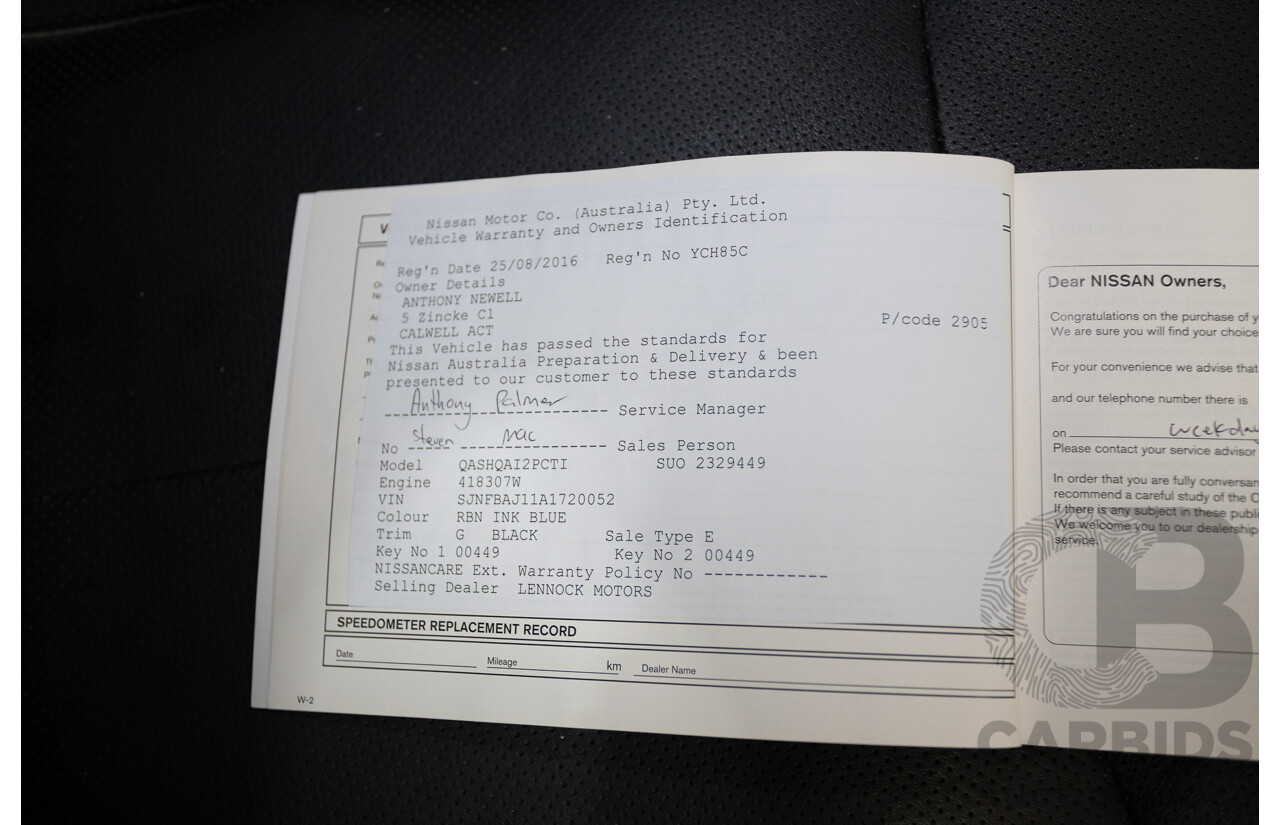 Nissan Motor Co. (Australia) Pty. Ltd.
Vehicle Warranty and Owners Identification
Reg'n Date 25/08/2016 Reg'n No YCH85C
Owner Details
ANTHONY NEWELL
5 Zincke Cl
CALWELL ACT P/code 2905
This Vehicle has passed the standards for
Nissan Australia Preparation & Delivery & been
presented to our customer to these standards
Anthony Palmer Service Manager
No Steven Mac Sales Person
Model QASHQAI2PCTI SUO 2329449
Engine 418307W
VIN SJNFBAJ11A1720052
Colour RBN INK BLUE
Trim G BLACK Sale Type E
Key No 1 00449 Key No 2 00449
NISSANCARE Ext. Warranty Policy No ------------
Selling Dealer LENNOCK MOTORS
SPEEDOMETER REPLACEMENT RECORD
Date Mileage km Dealer Name
W-2
Dear NISSAN Owners,
Congratulations on the purchase of
We are sure you will find your choice
For your convenience we advise that
and our telephone number there is
on weekday
Please contact your service advisor
In order that you are fully
recommend a careful study of the
If there is any subject in these
We welcome you to our dealership
service.
CB
CARBIDS